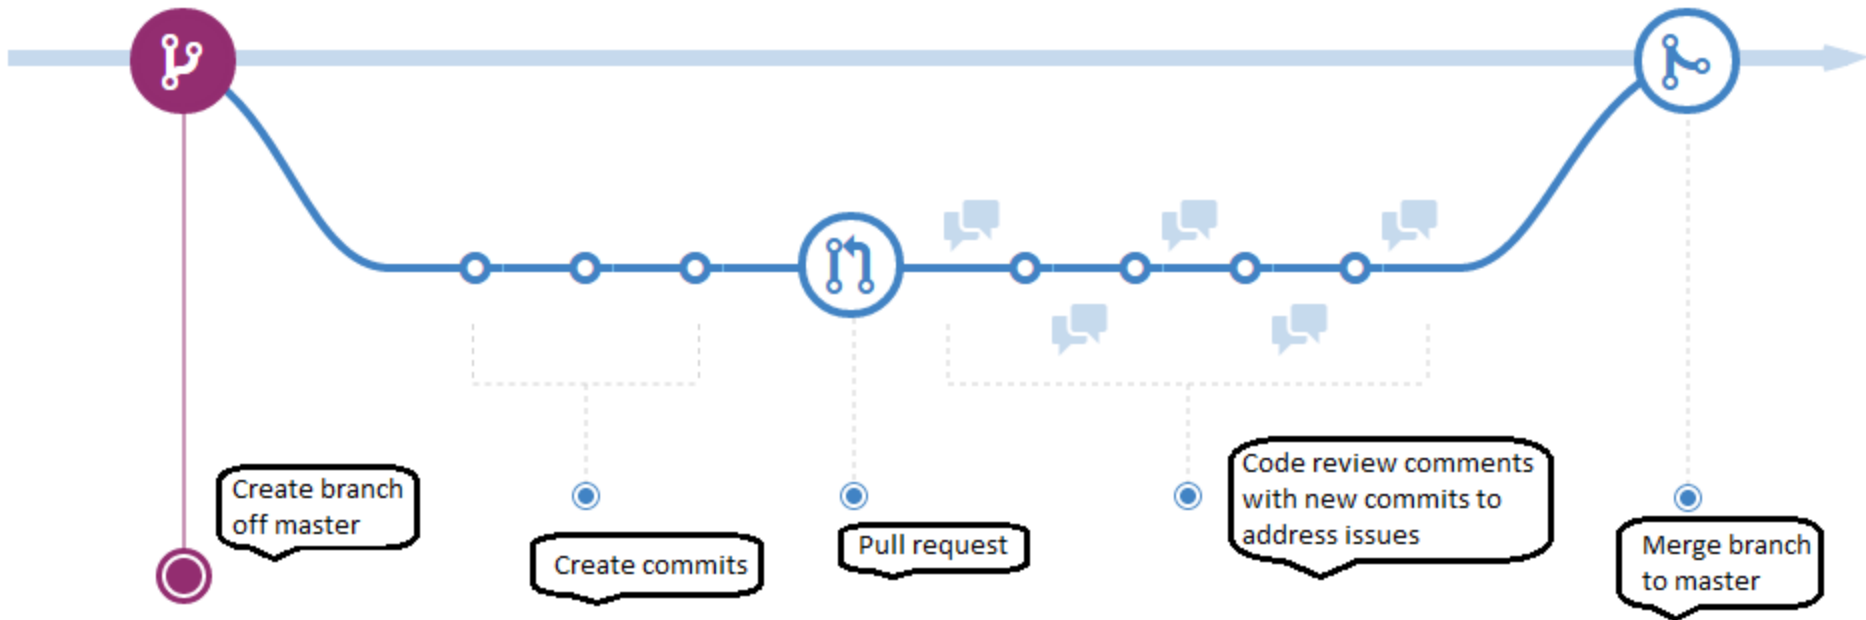 Create branch
off master
Create commits
Pull request
Code review comments
with new commits to
address issues
Merge branch
to master